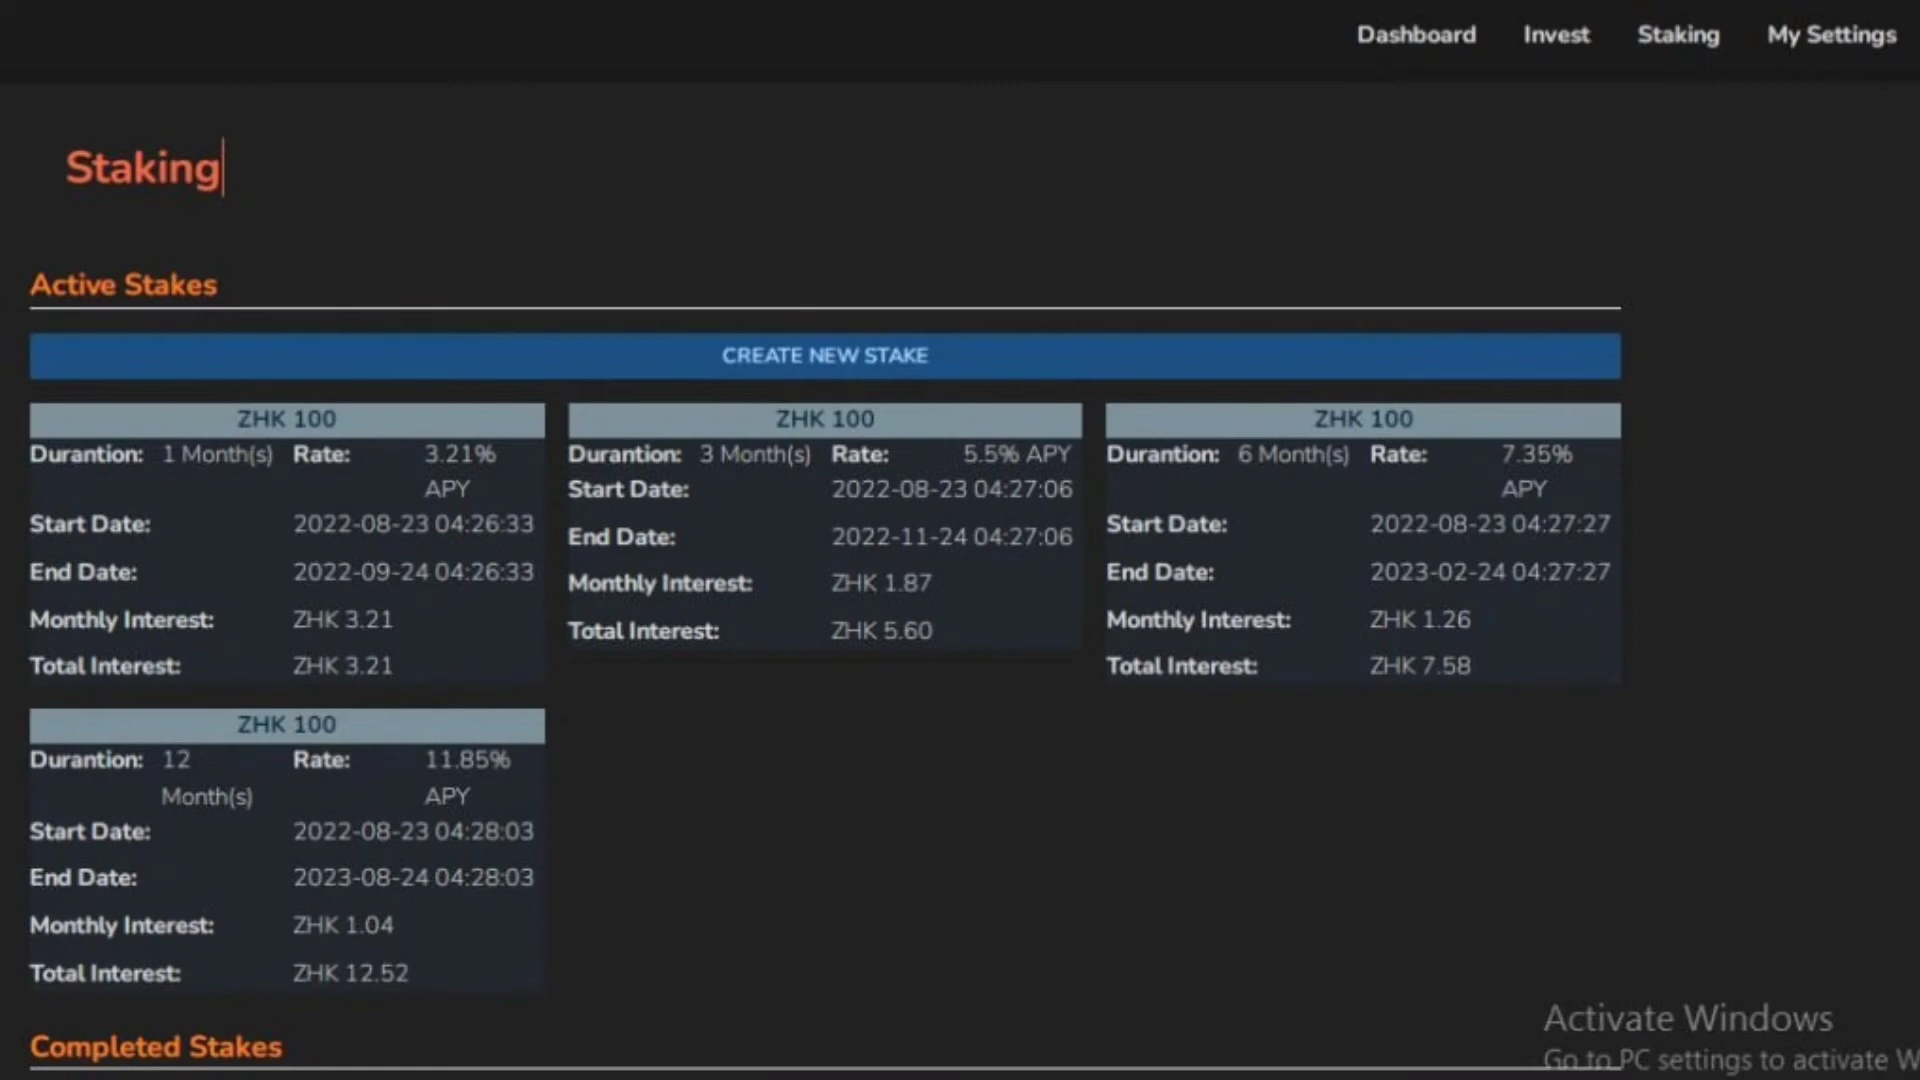 Dashboard Invest Staking My Settings
Staking
Active Stakes
CREATE NEW STAKE
ZHK 100
Durantion: 1 Month(s) Rate: 3.21%
APY
Start Date: 2022-08-23 04:26:33
End Date: 2022-09-24 04:26:33
Monthly Interest: ZHK 3.21
Total Interest: ZHK 3.21
ZHK 100
Durantion: 3 Month(s) Rate: 5.5% APY
Start Date: 2022-08-23 04:27:06
End Date: 2022-11-24 04:27:06
Monthly Interest: ZHK 1.87
Total Interest: ZHK 5.60
ZHK 100
Durantion: 6 Month(s) Rate: 7.35%
APY
Start Date: 2022-08-23 04:27:27
End Date: 2023-02-24 04:27:27
Monthly Interest: ZHK 1.26
Total Interest: ZHK 7.58
ZHK 100
Durantion: 12 Rate: 11.85%
Month(s) APY
Start Date: 2022-08-23 04:28:03
End Date: 2023-08-24 04:28:03
Monthly Interest: ZHK 1.04
Total Interest: ZHK 12.52
Completed Stakes
Activate Windows
Go to PC settings to activate W